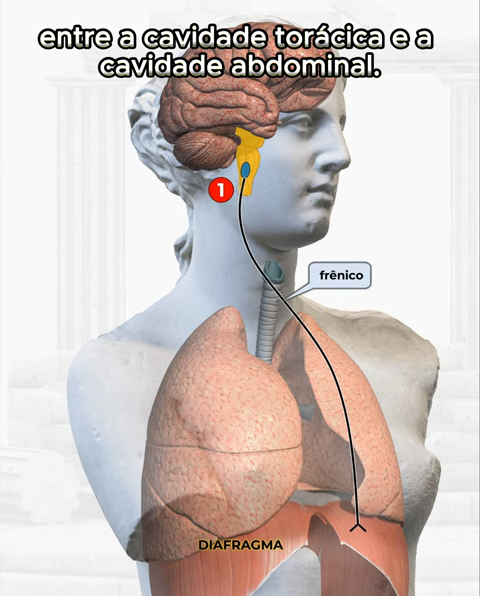 entre a cavidade torácica e a
cavidade abdominal.
1
frênico
DIAFRAGMA